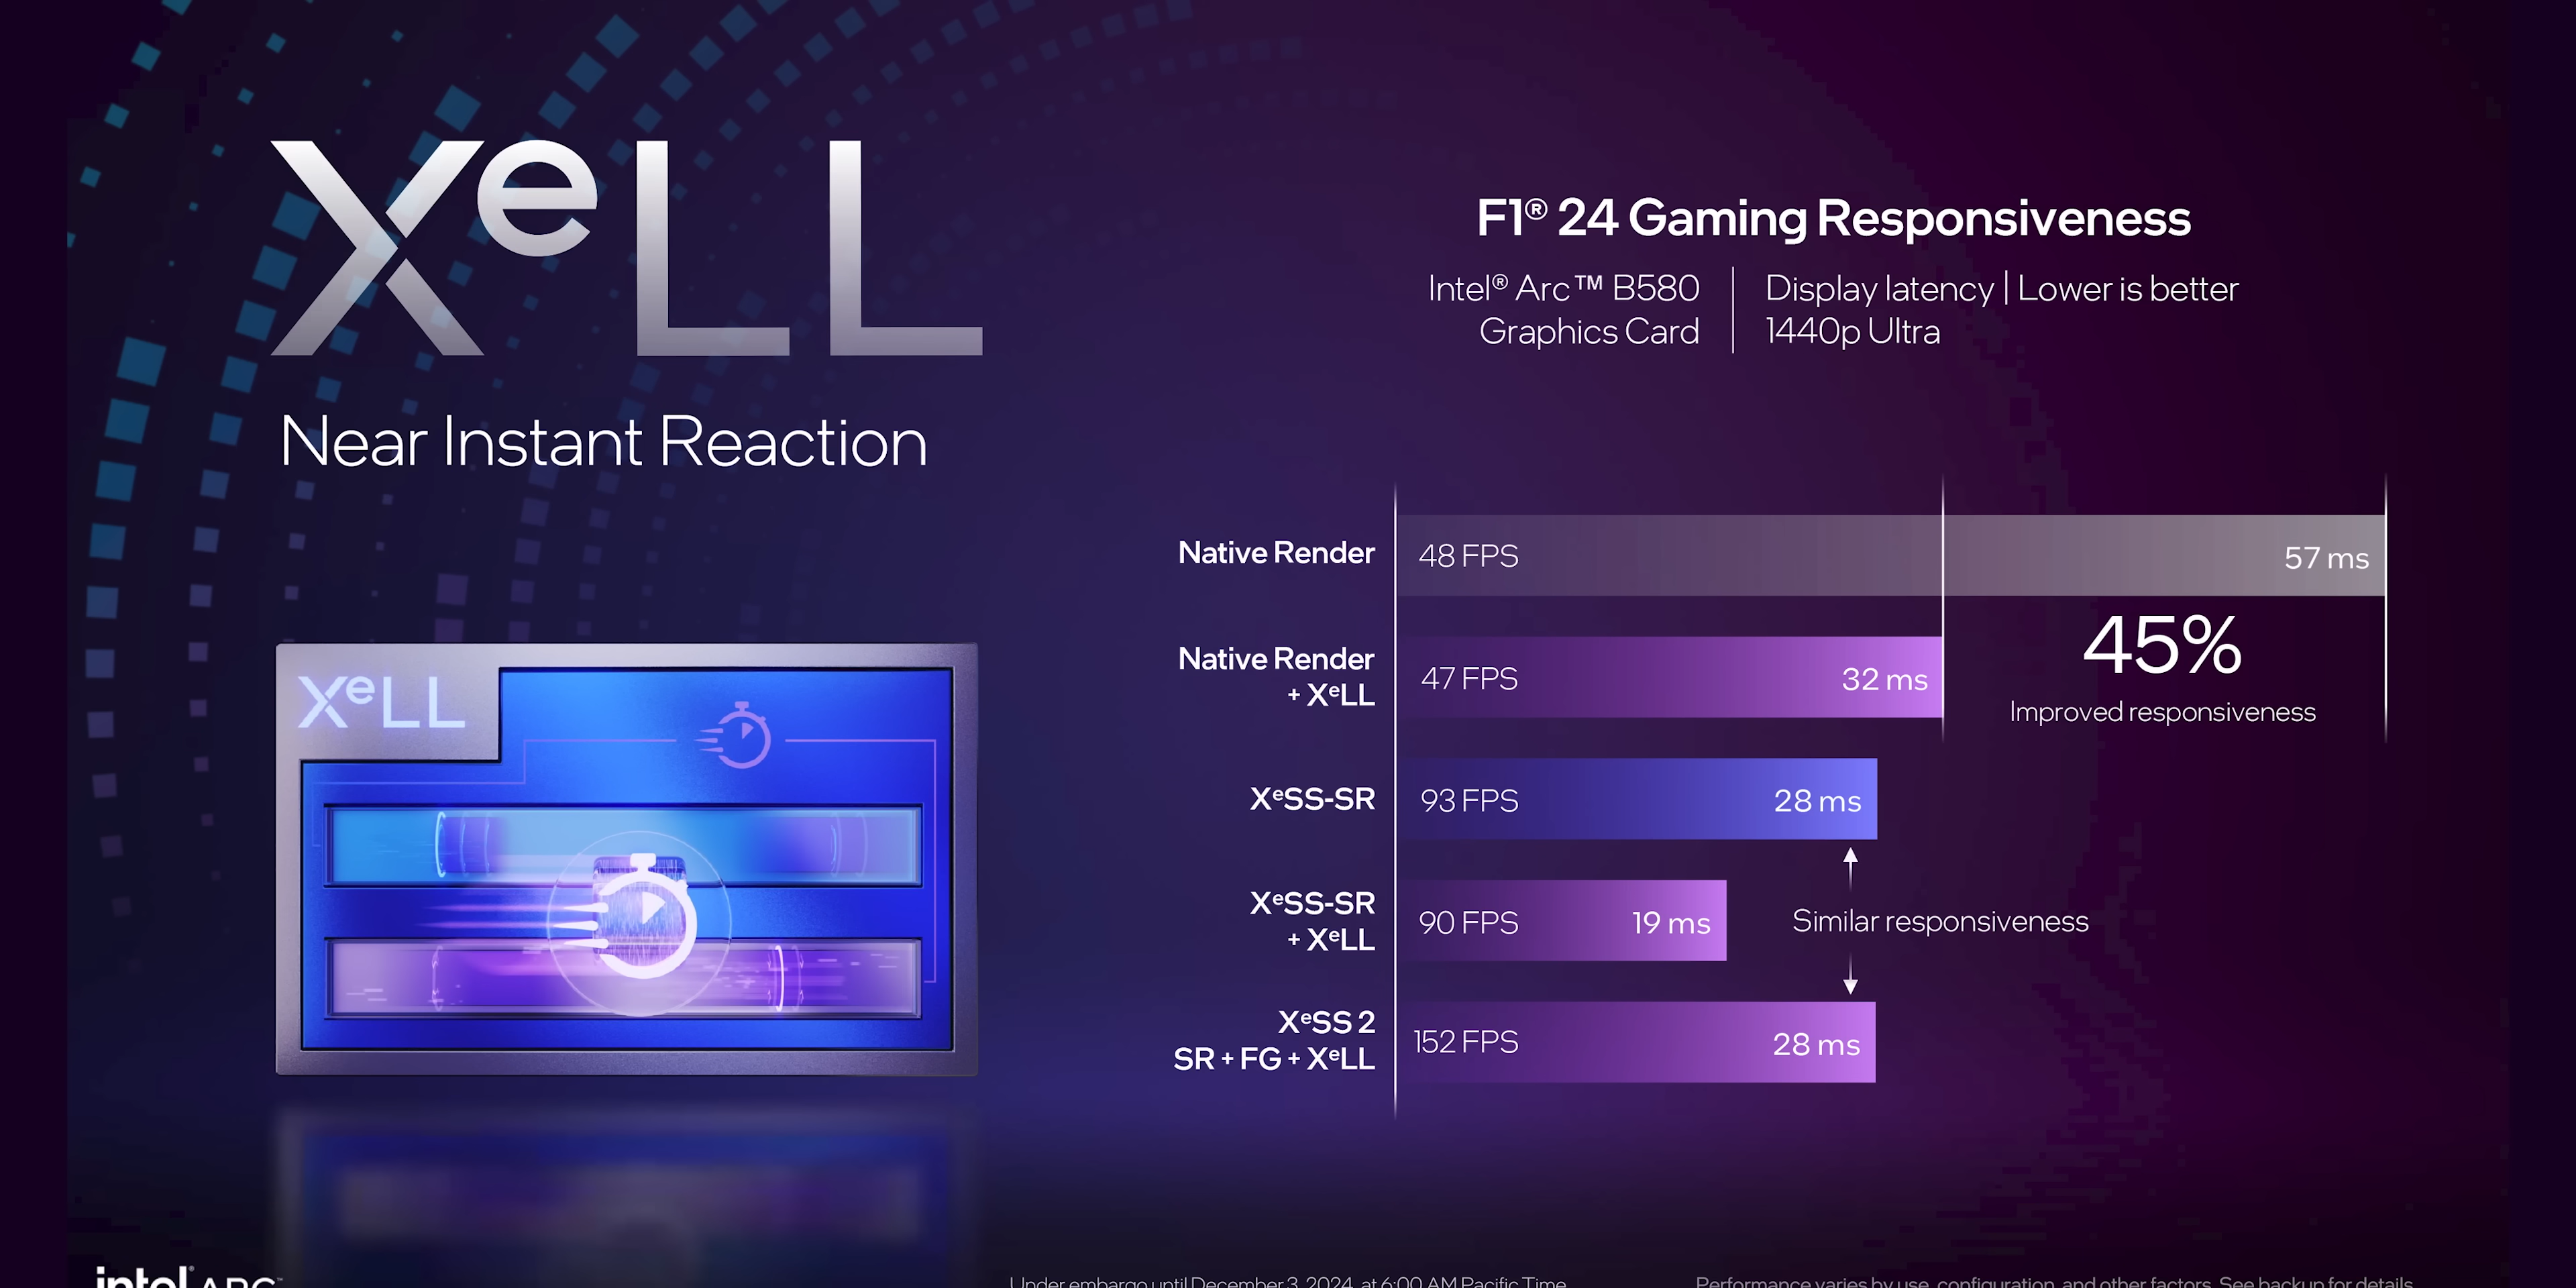 XeLL
Near Instant Reaction
XeLL
F1® 24 Gaming Responsiveness
Intel® Arc™ B580
Graphics Card
Display latency | Lower is better
1440p Ultra
Native Render
48 FPS
57 ms
Native Render
+ XeLL
47 FPS
32 ms
45%
Improved responsiveness
XeSS-SR
93 FPS
28 ms
XeSS-SR
+ XeLL
90 FPS
19 ms
Similar responsiveness
XeSS 2
SR + FG + XeLL
152 FPS
28 ms
intel ARC™
Under embargo until December 3, 2024, at 6:00 AM Pacific Time
Performance varies by use, configuration, and other factors. See backup for details.